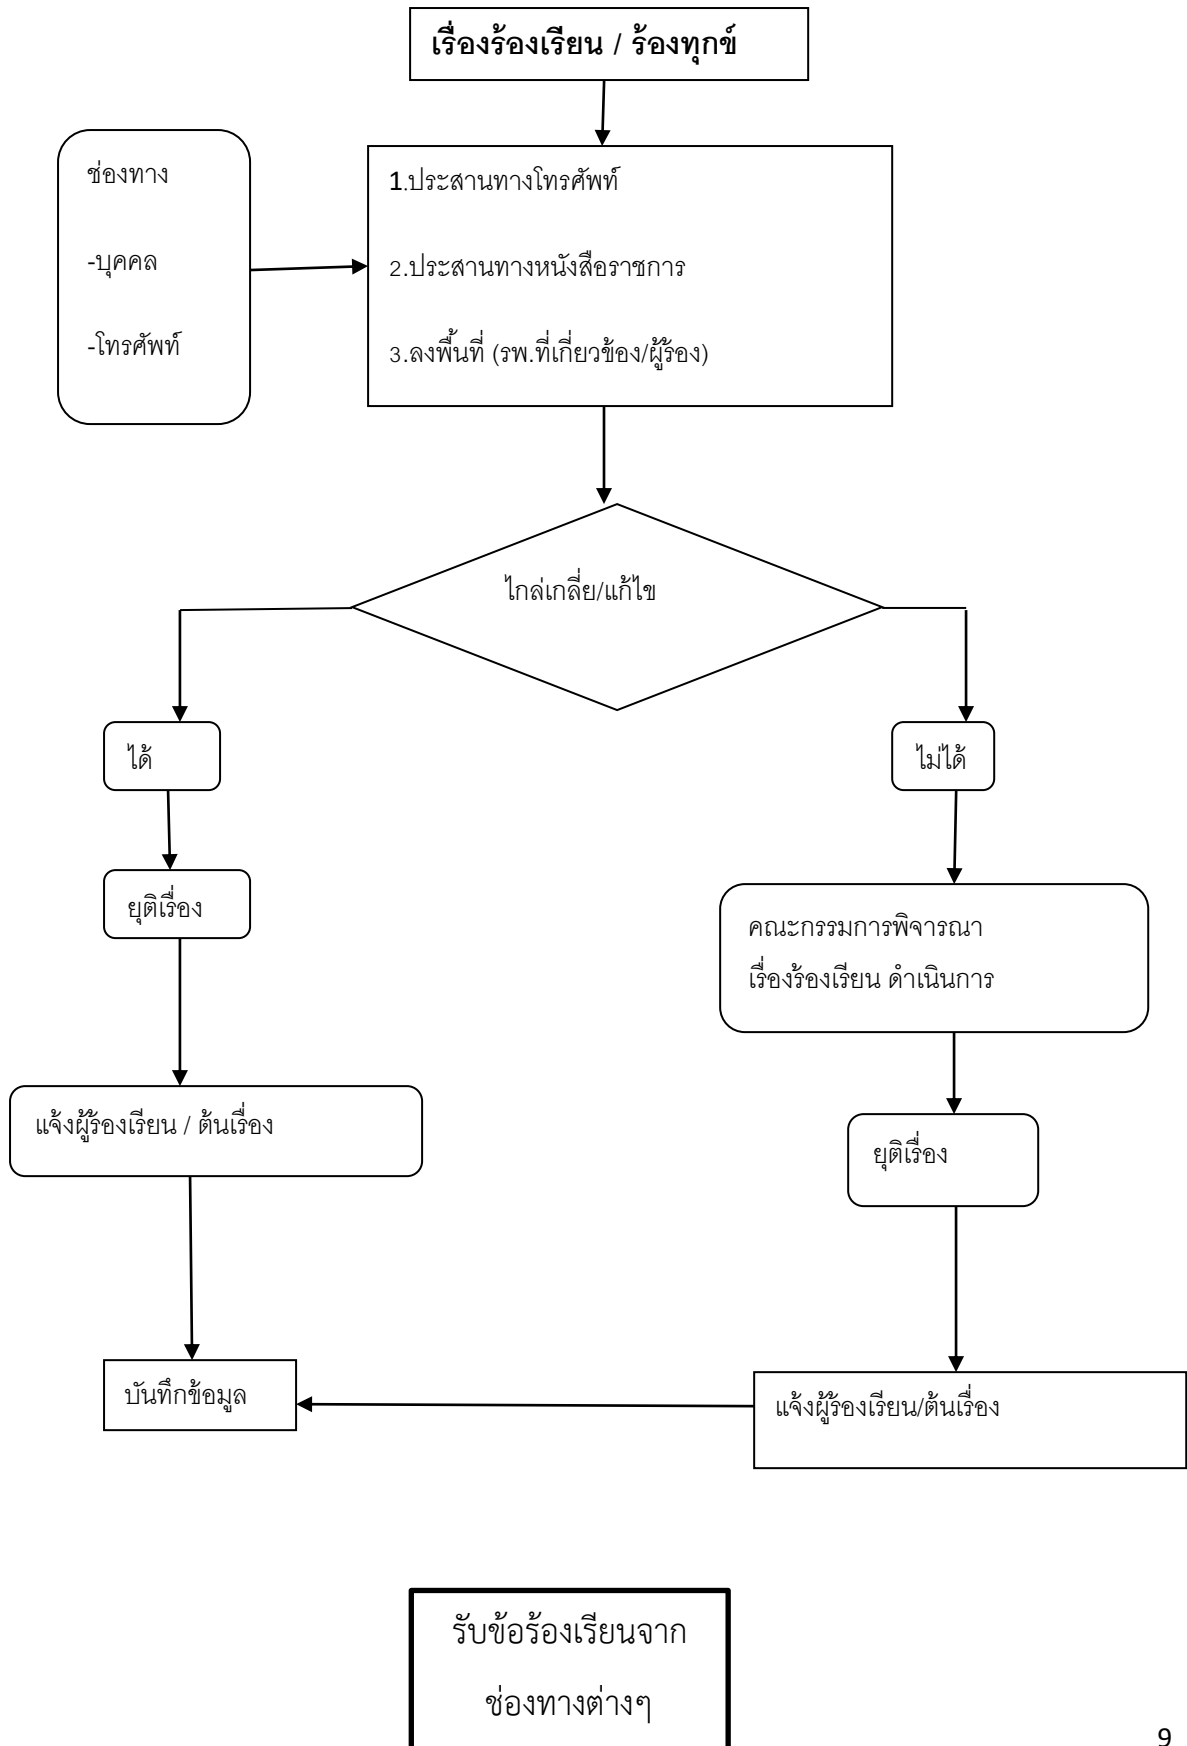 เรื่องร้องเรียน / ร้องทุกข์
ช่องทาง
-บุคคล
-โทรศัพท์
1.ประสานทางโทรศัพท์
2.ประสานทางหนังสือราชการ
3.ลงพื้นที่ (รพ.ที่เกี่ยวข้อง/ผู้ร้อง)
ไกล่เกลี่ย/แก้ไข
ได้
ไม่ได้
ยุติเรื่อง
คณะกรรมการพิจารณา
เรื่องร้องเรียน ดำเนินการ
แจ้งผู้ร้องเรียน / ต้นเรื่อง
ยุติเรื่อง
บันทึกข้อมูล
แจ้งผู้ร้องเรียน/ต้นเรื่อง
รับข้อร้องเรียนจาก
ช่องทางต่างๆ
9